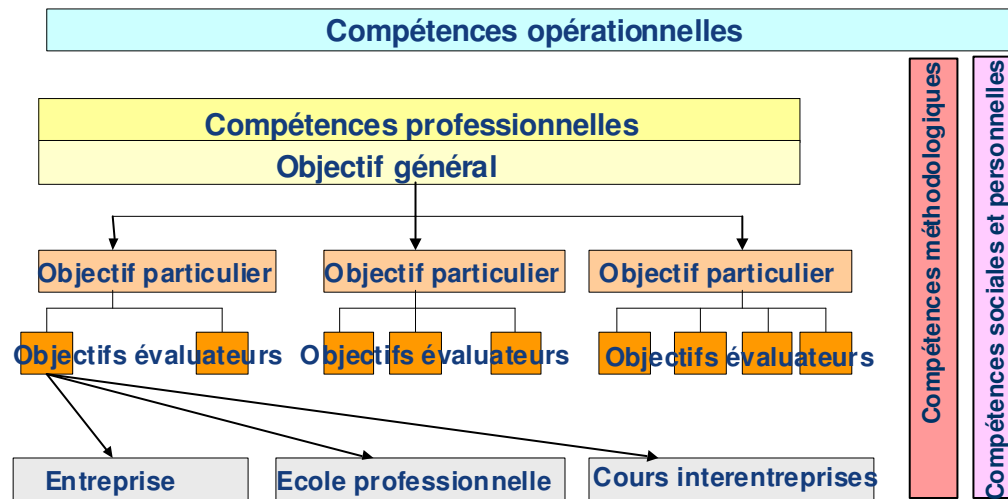 Compétences opérationnelles
Compétences professionnelles
Objectif général
Objectif particulier
Objectif particulier
Objectif particulier
Objectifs évaluateurs
Objectifs évaluateurs
Objectifs évaluateurs
Entreprise
Ecole professionnelle
Cours interentreprises
Compétences méthodologiques
Compétences sociales et personnelles